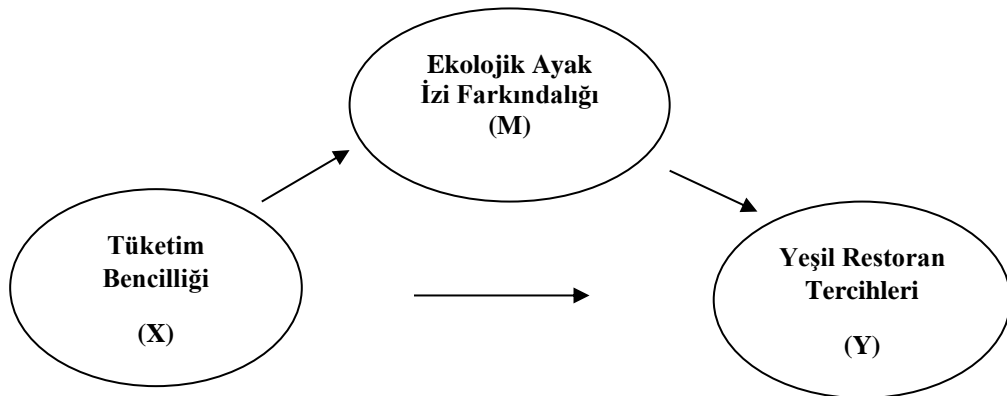 Ekolojik Ayak
İzi Farkındalığı
(M)
Tüketim
Bencilliği
(X)
Yeşil Restoran
Tercihleri
(Y)